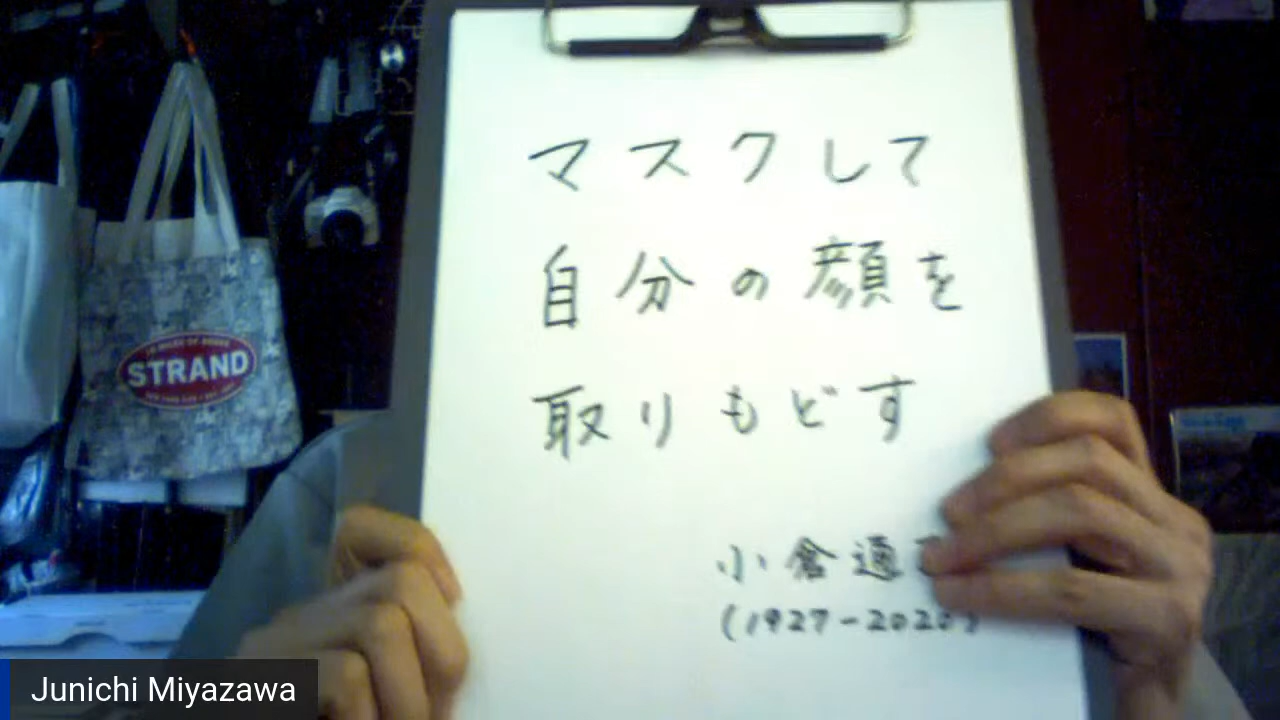 マスクして
自分の顔を
取りもどす
小倉通
(1927-2020)
STRAND
Junichi Miyazawa